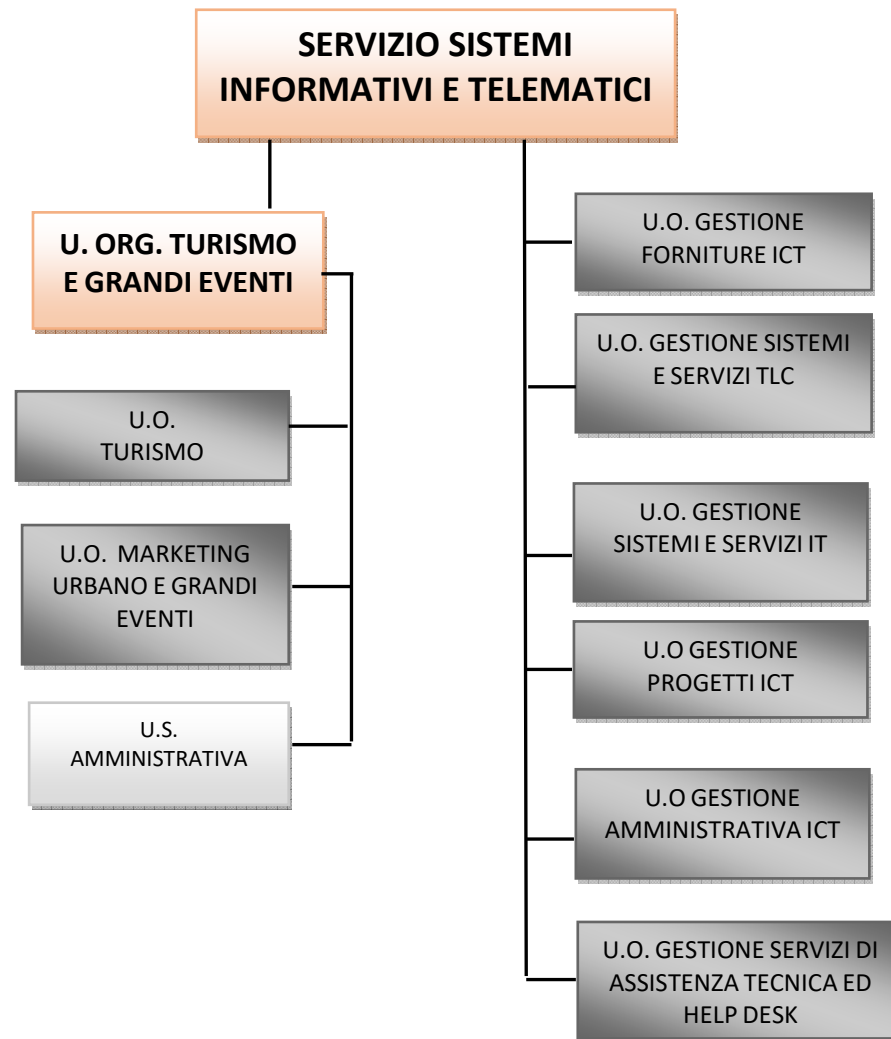 SERVIZIO SISTEMI
INFORMATIVI E TELEMATICI
U. ORG. TURISMO
E GRANDI EVENTI
U.O.
TURISMO
U.O. MARKETING
URBANO E GRANDI
EVENTI
U.S.
AMMINISTRATIVA
U.O. GESTIONE
FORNITURE ICT
U.O. GESTIONE SISTEMI
E SERVIZI TLC
U.O. GESTIONE
SISTEMI E SERVIZI IT
U.O GESTIONE
PROGETTI ICT
U.O GESTIONE
AMMINISTRATIVA ICT
U.O. GESTIONE SERVIZI DI
ASSISTENZA TECNICA ED
HELP DESK